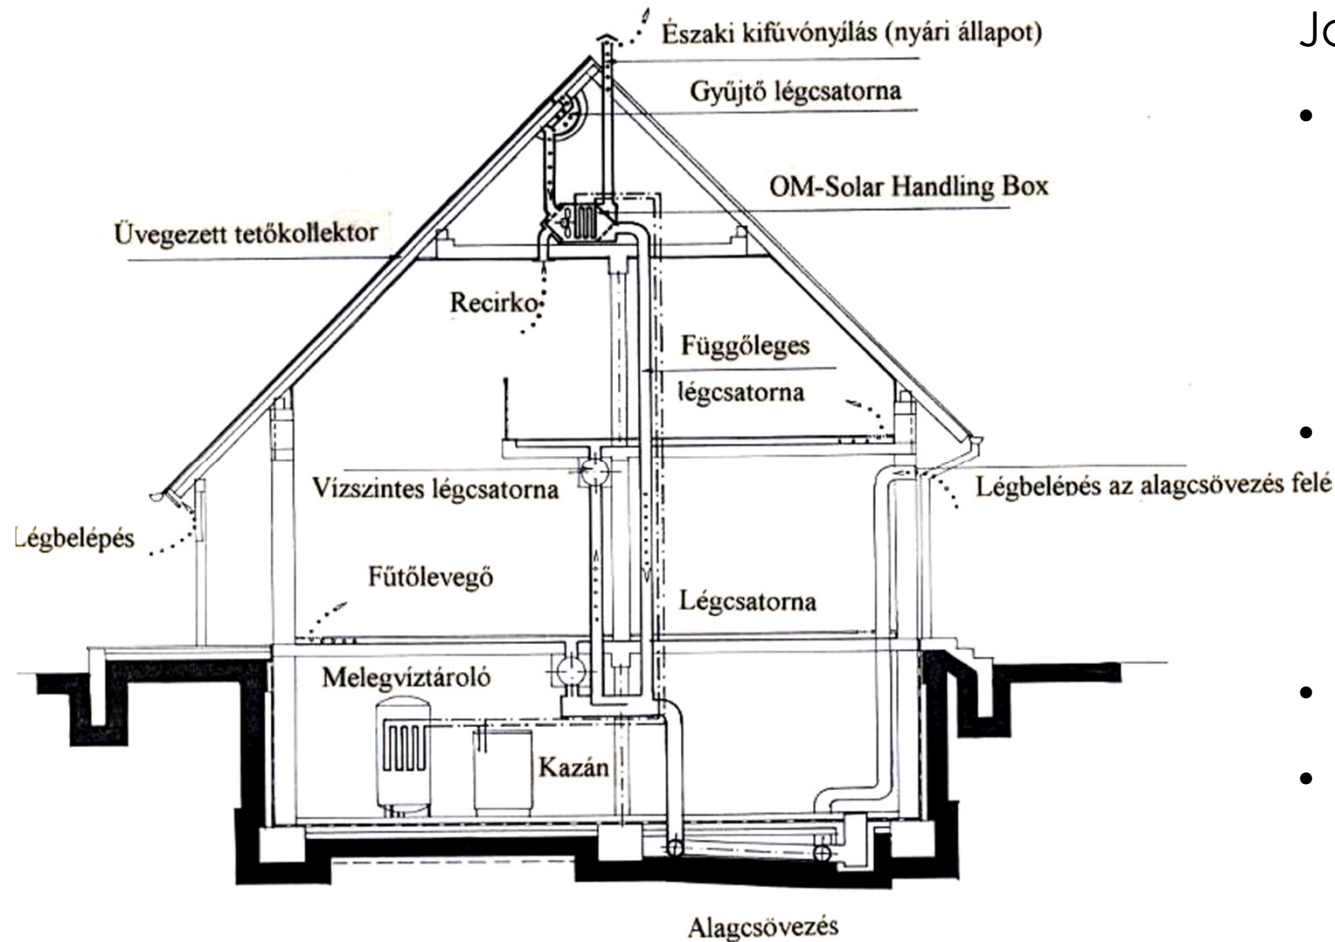 Északi kifúvónyílás (nyári állapot)
Gyűjtő légcsatorna
OM-Solar Handling Box
Üvegezett tetőkollektor
Recirko
Függőleges
légcsatorna
Vízszintes légcsatorna
Légbelépés az alagcsövezés felé
Légbelépés
Fűtőlevegő
Légcsatorna
Melegvíztároló
Kazán
Alagcsövezés